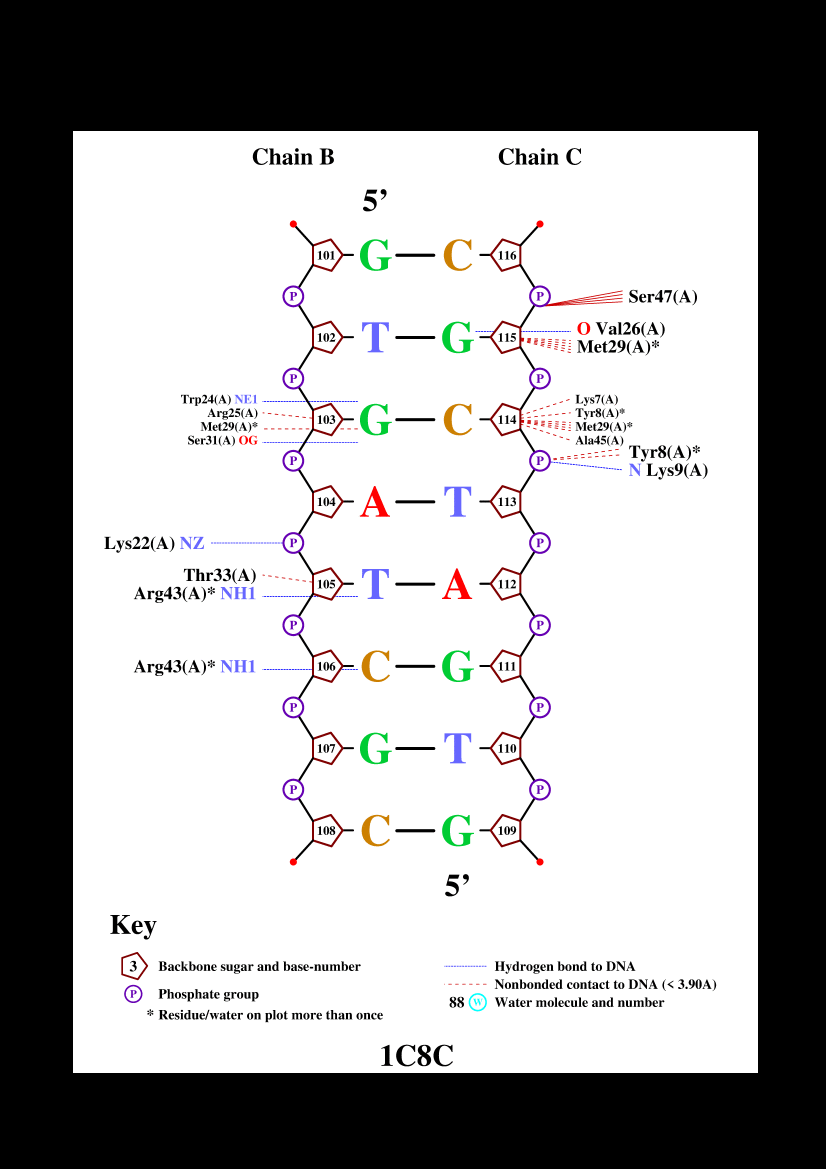 Chain B Chain C
5’
101 G C 116
P P Ser47(A)
O Val26(A)
102 T G 115
Met29(A)*
P P
Trp24(A) NE1 Lys7(A)
Arg25(A) Tyr8(A)*
103 G C 114
Met29(A)* Met29(A)*
Ser31(A) OG Ala45(A)
Tyr8(A)*
P P
N Lys9(A)
104 A T 113
Lys22(A) NZ P P
Thr33(A)
105 T A 112
Arg43(A)* NH1
P P
Arg43(A)* NH1 106 C G 111
P P
107 G T 110
P P
108 C G 109
5’
Key
3 Backbone sugar and base-number
P Phosphate group
* Residue/water on plot more than once
Hydrogen bond to DNA
Nonbonded contact to DNA (< 3.90A)
88 W Water molecule and number
1C8C